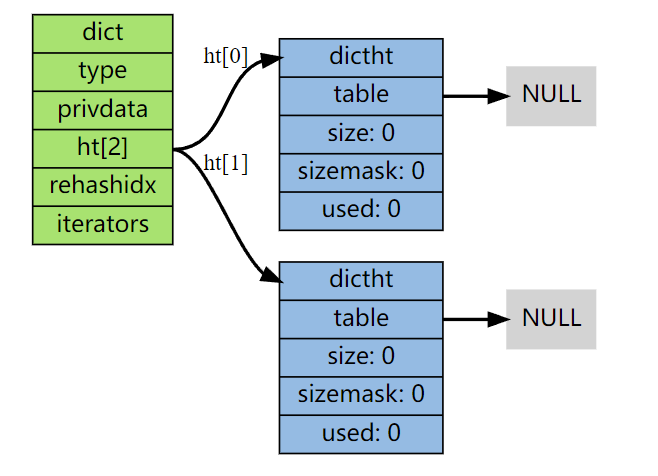 dict
type
privdata
ht[2]
rehashidx
iterators
ht[0]
ht[1]
dictht
table
size: 0
sizemask: 0
used: 0
NULL
dictht
table
size: 0
sizemask: 0
used: 0
NULL